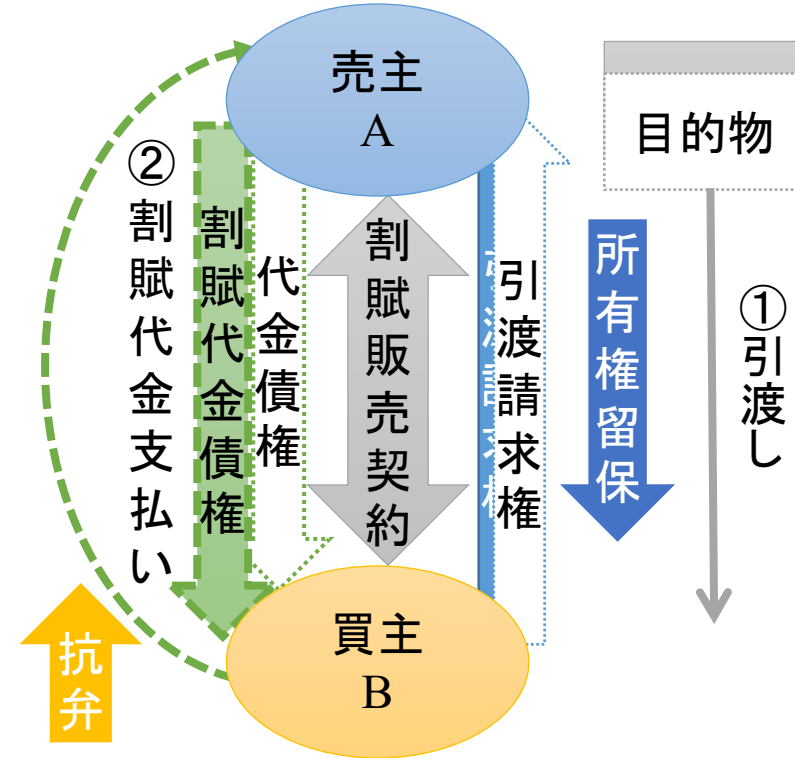 売主
A
目的物
②割賦代金支払い
割賦代金債権
代金債権
割賦販売契約
引渡請求権
所有権留保
①引渡し
抗弁
買主
B